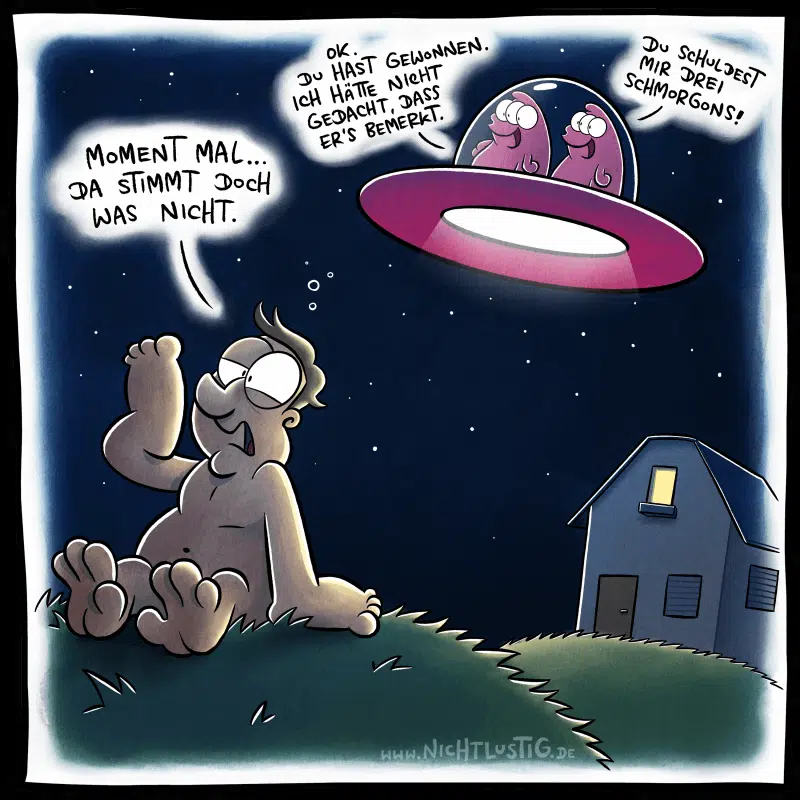 MOMENT MAL...
DA STIMMT DOCH
WAS NICHT.
OK.
DU HAST GEWONNEN.
ICH HÄTTE NICHT
GEDACHT, DASS
ER'S BEMERKT.
DU SCHULDEST
MIR DREI
SCHMORGONS!
www.NICHTLUSTIG.DE